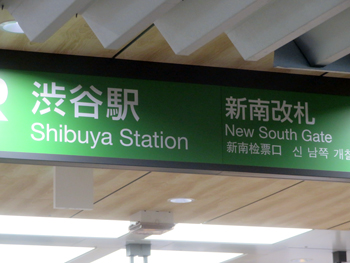 渋谷駅
Shibuya Station
新南改札
New South Gate
新南检票口 신남쪽 개찰